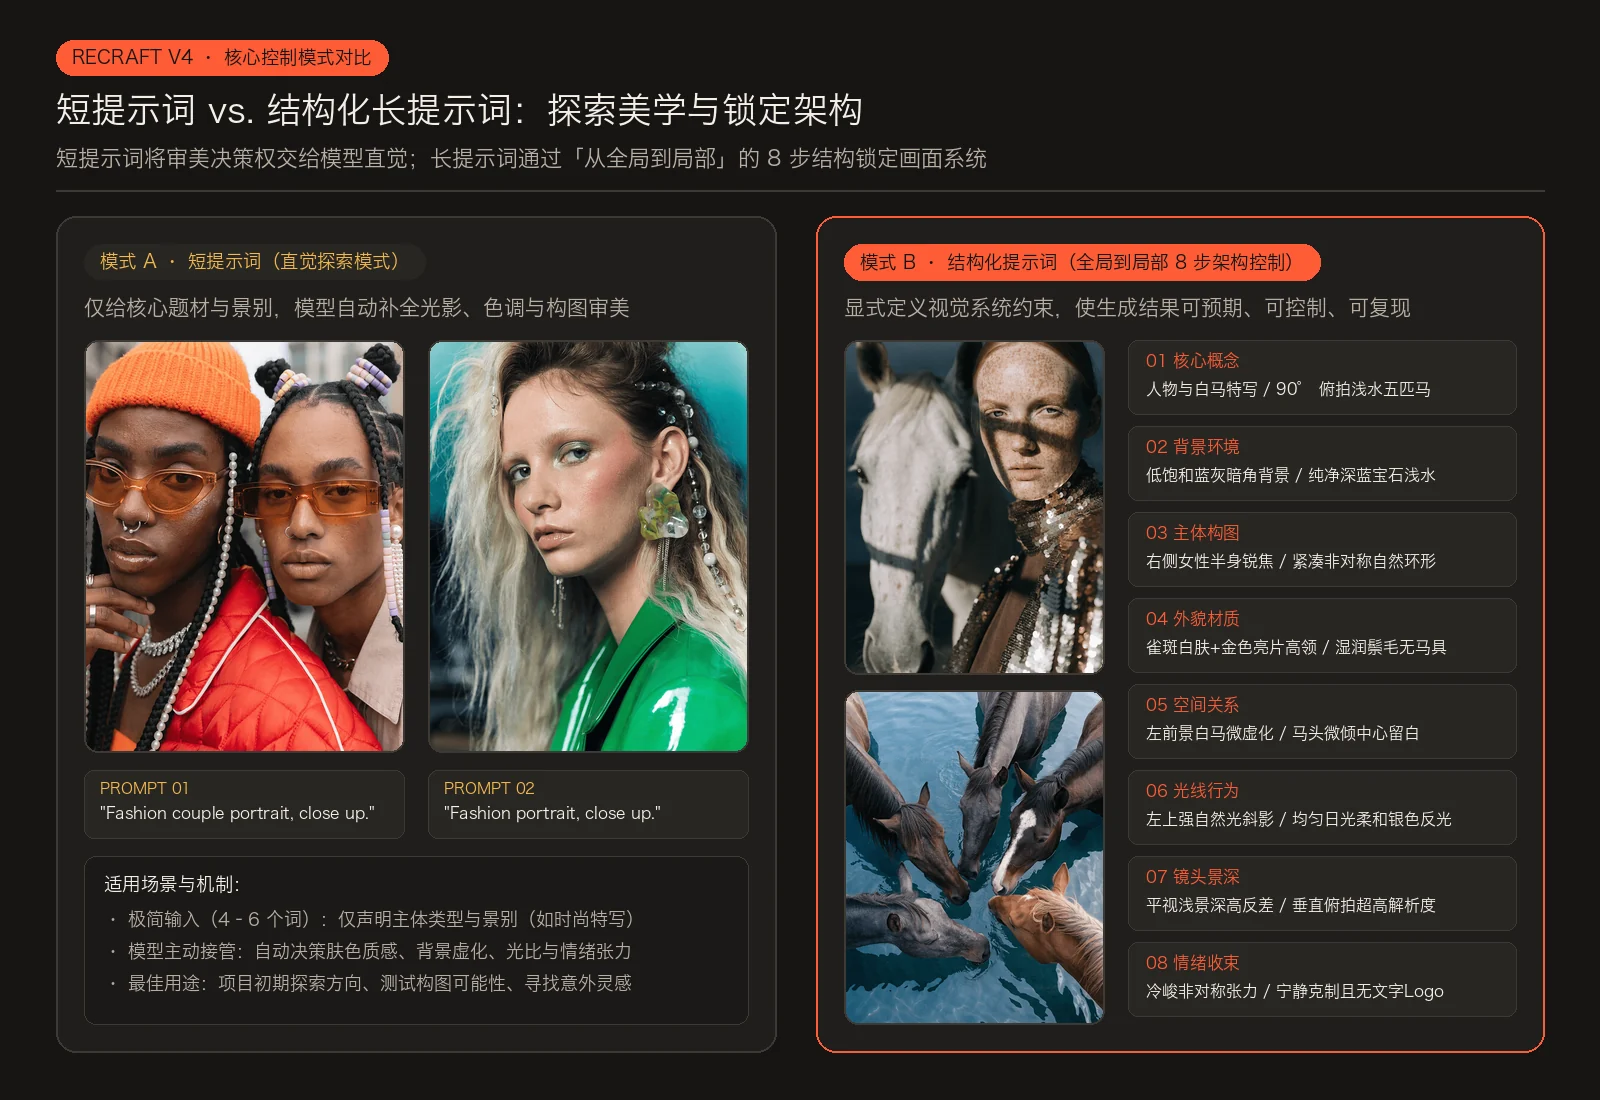 RECRAFT V4 · 核心控制模式对比
短提示词 vs. 结构化长提示词：探索美学与锁定架构
短提示词将审美决策权交给模型直觉；长提示词通过「从全局到局部」的 8 步结构锁定画面系统
模式 A · 短提示词（直觉探索模式）
仅给核心题材与景别，模型自动补全光影、色调与构图审美
PROMPT 01
"Fashion couple portrait, close up."
PROMPT 02
"Fashion portrait, close up."
适用场景与机制：
· 极简输入（4 - 6 个词）：仅声明主体类型与景别（如时尚特写）
· 模型主动接管：自动决策肤色质感、背景虚化、光比与情绪张力
· 最佳用途：项目初期探索方向、测试构图可能性、寻找意外灵感
模式 B · 结构化提示词（全局到局部 8 步架构控制）
显式定义视觉系统约束，使生成结果可预期、可控制、可复现
01 核心概念
人物与白马特写 / 90° 俯拍浅水五匹马
02 背景环境
低饱和蓝灰暗角背景 / 纯净深蓝宝石浅水
03 主体构图
右侧女性半身锐焦 / 紧凑非对称自然环形
04 外貌材质
雀斑白肤+金色亮片高领 / 湿润鬃毛无马具
05 空间关系
左前景白马微虚化 / 马头微倾中心留白
06 光线行为
左上强自然光斜影 / 均匀日光柔和银色反光
07 镜头景深
平视浅景深高反差 / 垂直俯拍超高解析度
08 情绪收束
冷峻非对称张力 / 宁静克制且无文字Logo